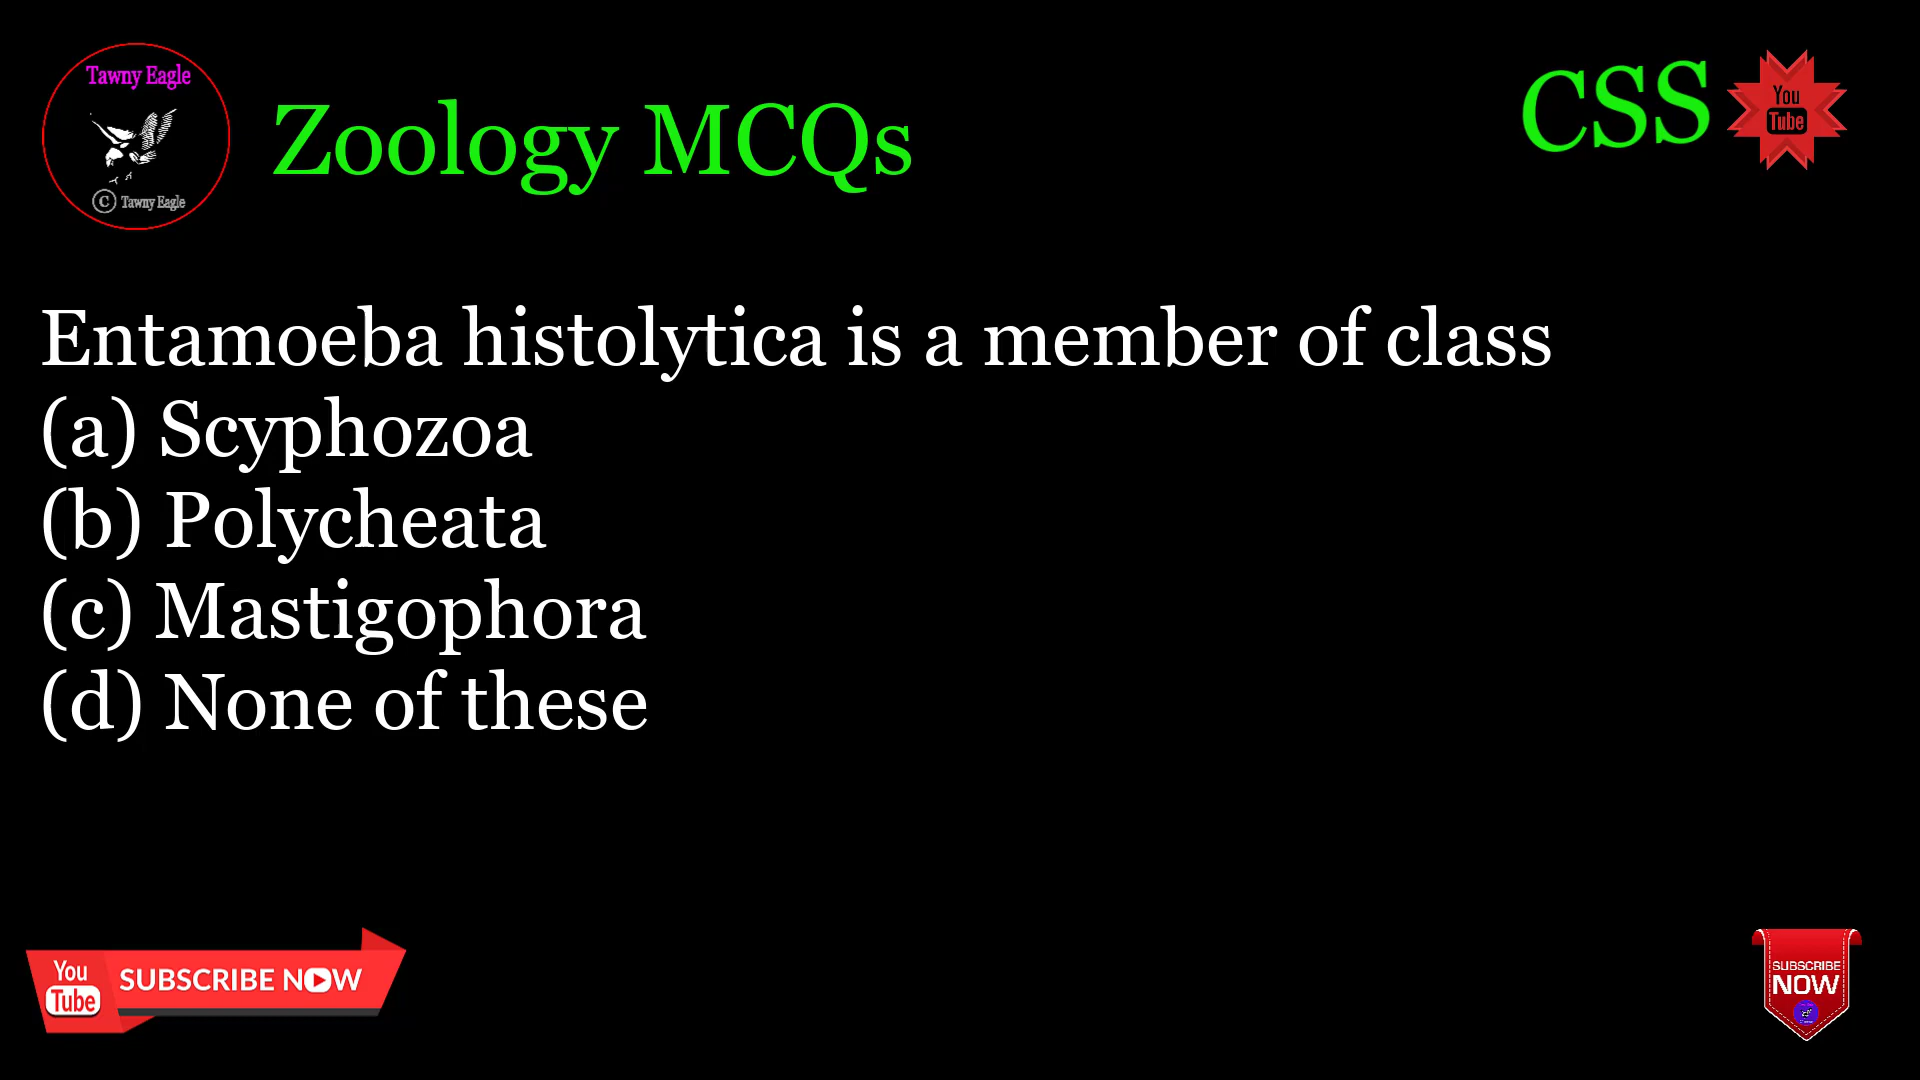 Tawny Eagle
© Tawny Eagle
Zoology MCQs
CSS
You
Tube
Entamoeba histolytica is a member of class
(a) Scyphozoa
(b) Polycheata
(c) Mastigophora
(d) None of these
You
Tube
SUBSCRIBE NOW
SUBSCRIBE
NOW